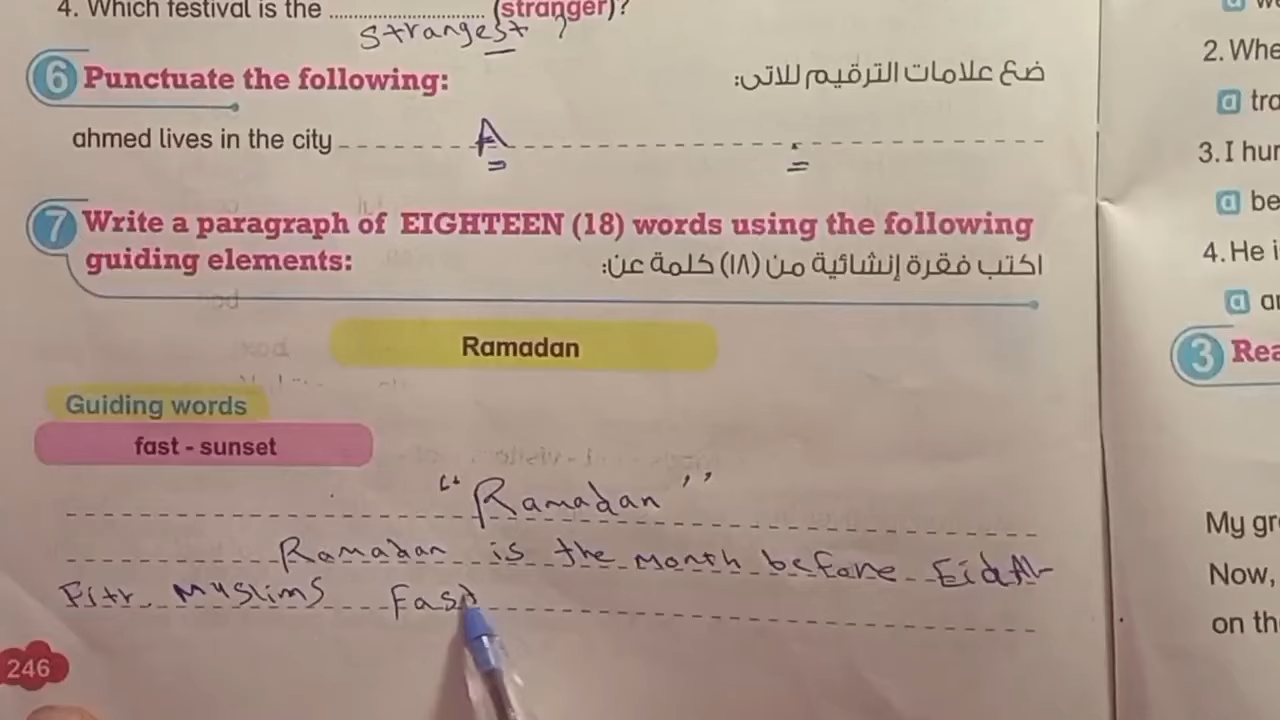 4. Which festival is the ........................ (stranger)?
strangest ?
6 Punctuate the following: ضع علامات الترقيم للاتى:
ahmed lives in the city A .
7 Write a paragraph of EIGHTEEN (18) words using the following
guiding elements: اكتب فقرة إنشائية من (١٨) كلمة عن:
Ramadan
Guiding words
fast - sunset
"Ramadan"
Ramadan is the month before Eid Al-
Fitr. Muslims fast
246
2. Whe
a tra
3. I hur
a be
4. He i
a
3 Rea
My gr
Now,
on th